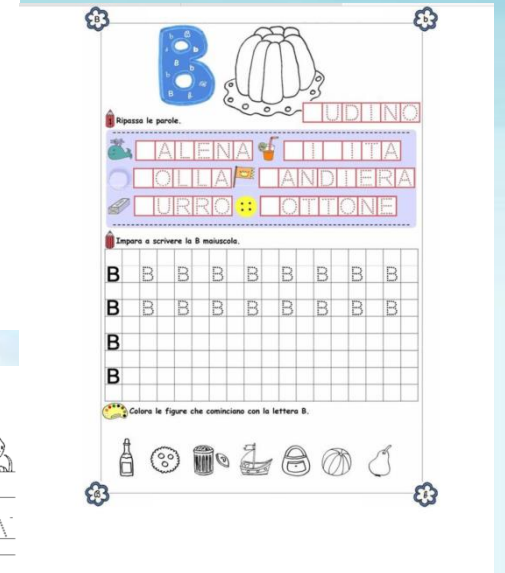 B b
B
UDINO
Ripassa le parole.
ALENA I ITA
OLLA ANDIERA
URRO OTTONE
Impara a scrivere la B maiuscola.
B B B B B B B B B
B B B B B B B B B
B
B
Colora le figure che cominciano con la lettera B.